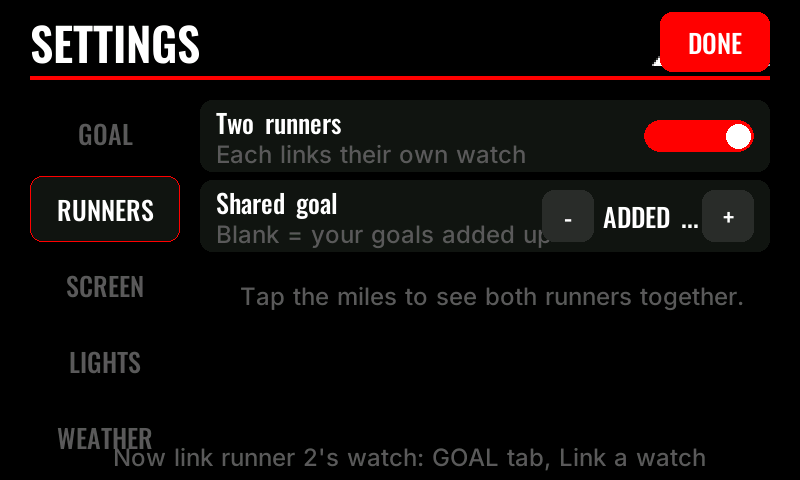 SETTINGS
DONE
GOAL
RUNNERS
SCREEN
LIGHTS
WEATHER
Two runners
Each links their own watch
Shared goal
Blank = your goals added up
-
ADDED ...
+
Tap the miles to see both runners together.
Now link runner 2's watch: GOAL tab, Link a watch